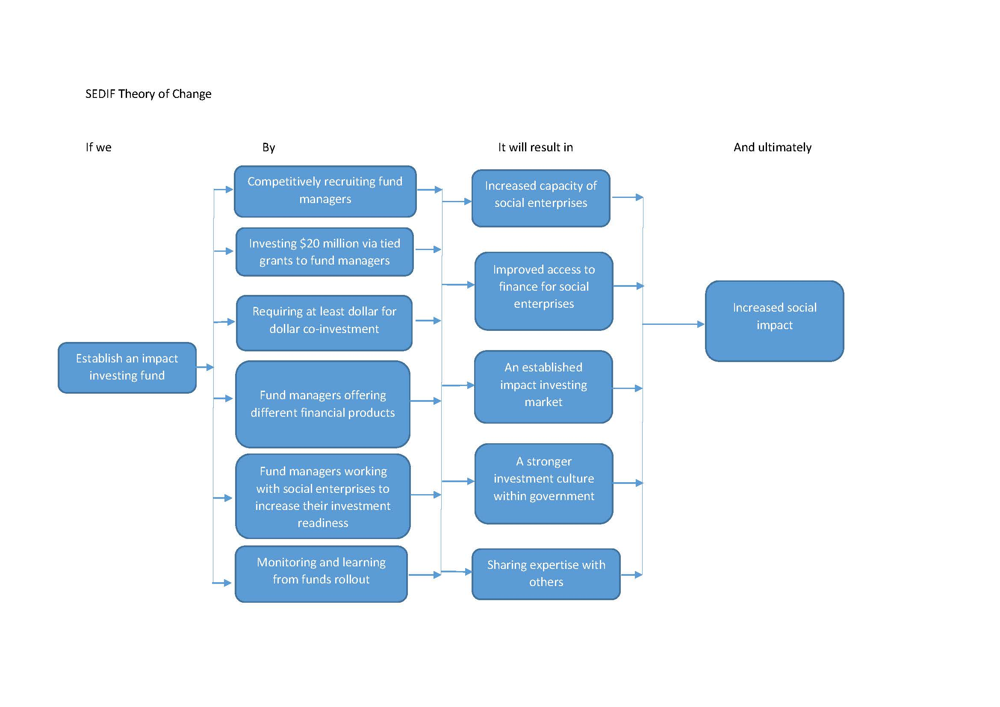 SEDIF Theory of Change
If we
By
It will result in
And ultimately
Establish an impact
investing fund
Competitively recruiting fund
managers
Investing $20 million via tied
grants to fund managers
Requiring at least dollar for
dollar co-investment
Fund managers offering
different financial products
Fund managers working
with social enterprises to
increase their investment
readiness
Monitoring and learning
from funds rollout
Increased capacity of
social enterprises
Improved access to
finance for social
enterprises
An established
impact investing
market
A stronger
investment culture
within government
Sharing expertise with
others
Increased social
impact